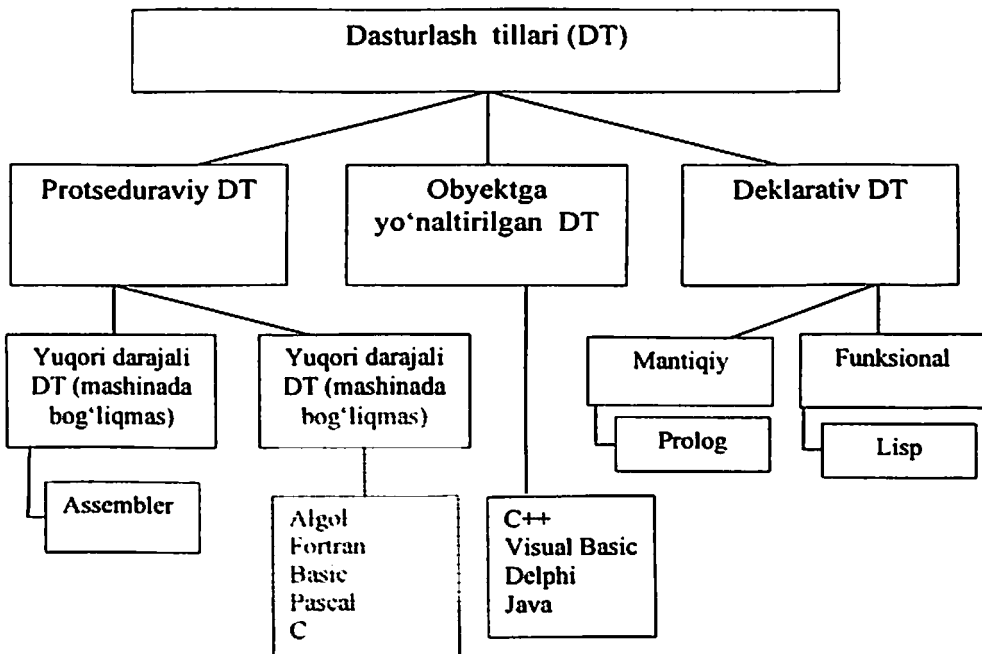 Dasturlash tillari (DT)
Protseduraviy DT
Obyektga
yo‘naltirilgan DT
Deklarativ DT
Yuqori darajali
DT (mashinada
bog‘liqmas)
Yuqori darajali
DT (mashinada
bog‘liqmas)
Mantiqiy
Funksional
Prolog
Lisp
Assembler
Algol
Fortran
Basic
Pascal
C
C++
Visual Basic
Delphi
Java